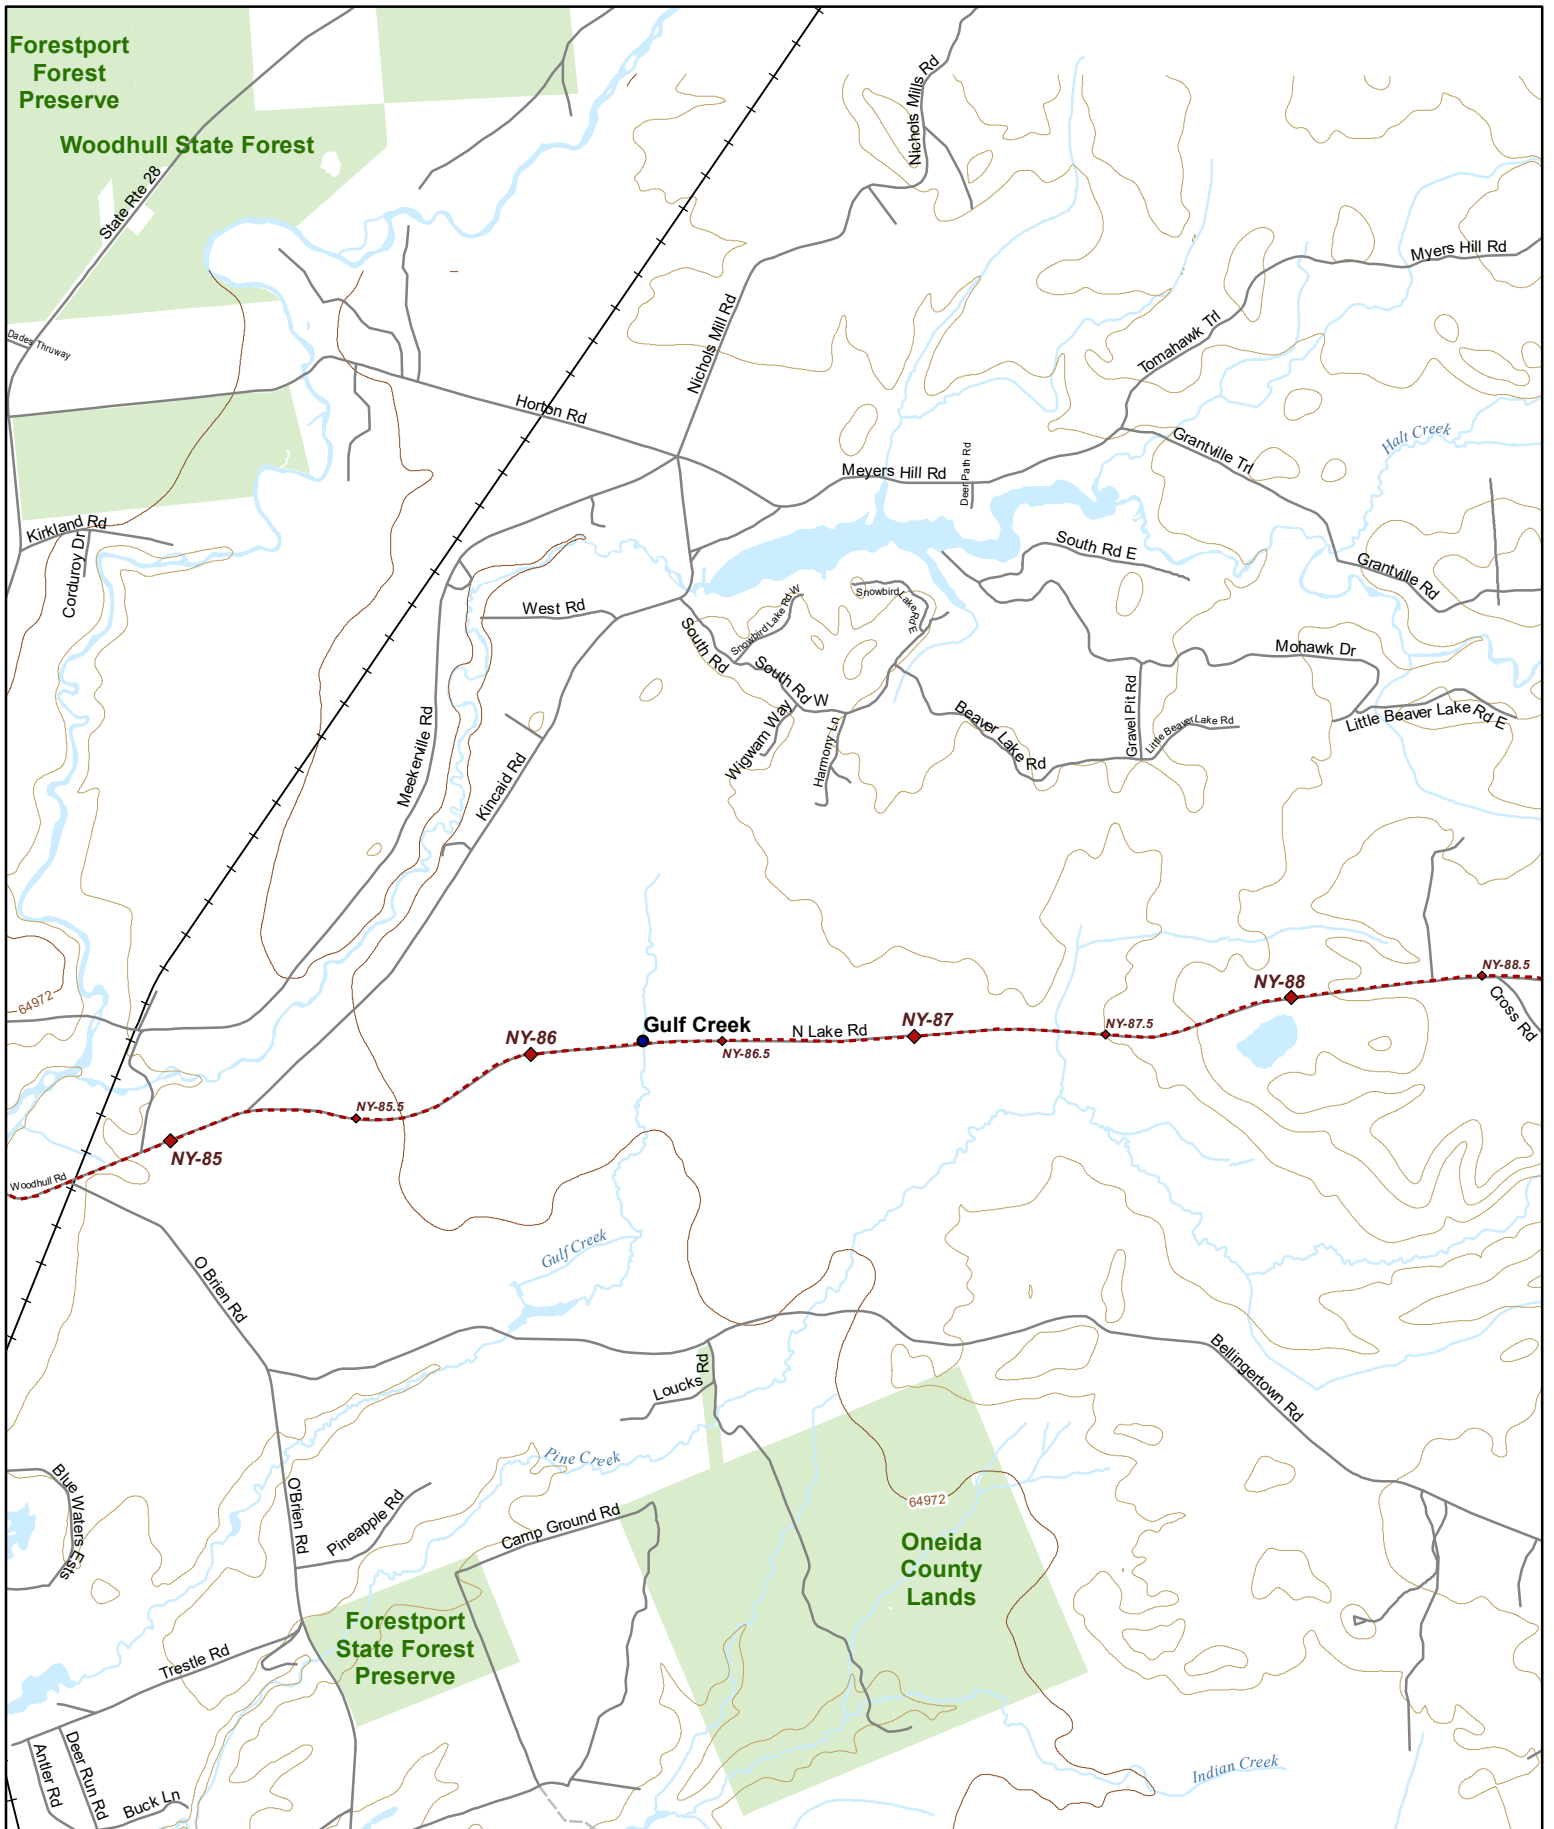 Forestport
Forest
Preserve
Woodhull State Forest
State Rte 28
Nichols Mills Rd
Myers Hill Rd
Dades Thruway
Nichols Mill Rd
Tomahawk Trl
Horton Rd
Halt Creek
Grantville Trl
Meyers Hill Rd
Deer Path Rd
Kirkland Rd
Corduroy Dr
South Rd E
Grantville Rd
West Rd
Snowbird Lake Rd W
Snowbird Lake Rd E
South Rd
South Rd W
Mohawk Dr
Wigwam Way
Harmony Ln
Beaver Lake Rd
Gravel Pit Rd
Little Beaver Lake Rd
Little Beaver Lake Rd E
Meekerville Rd
Kincaid Rd
64972
NY-88.5
NY-88
Cross Rd
Gulf Creek
N Lake Rd
NY-87
NY-87.5
NY-86
NY-86.5
NY-85.5
NY-85
Woodhull Rd
Gulf Creek
O Brien Rd
Bellingertown Rd
Loucks Rd
Pine Creek
Blue Waters Ests
O'Brien Rd
Pineapple Rd
Camp Ground Rd
64972
Oneida
County
Lands
Forestport
State Forest
Preserve
Trestle Rd
Antler Rd
Deer Run Rd
Buck Ln
Indian Creek